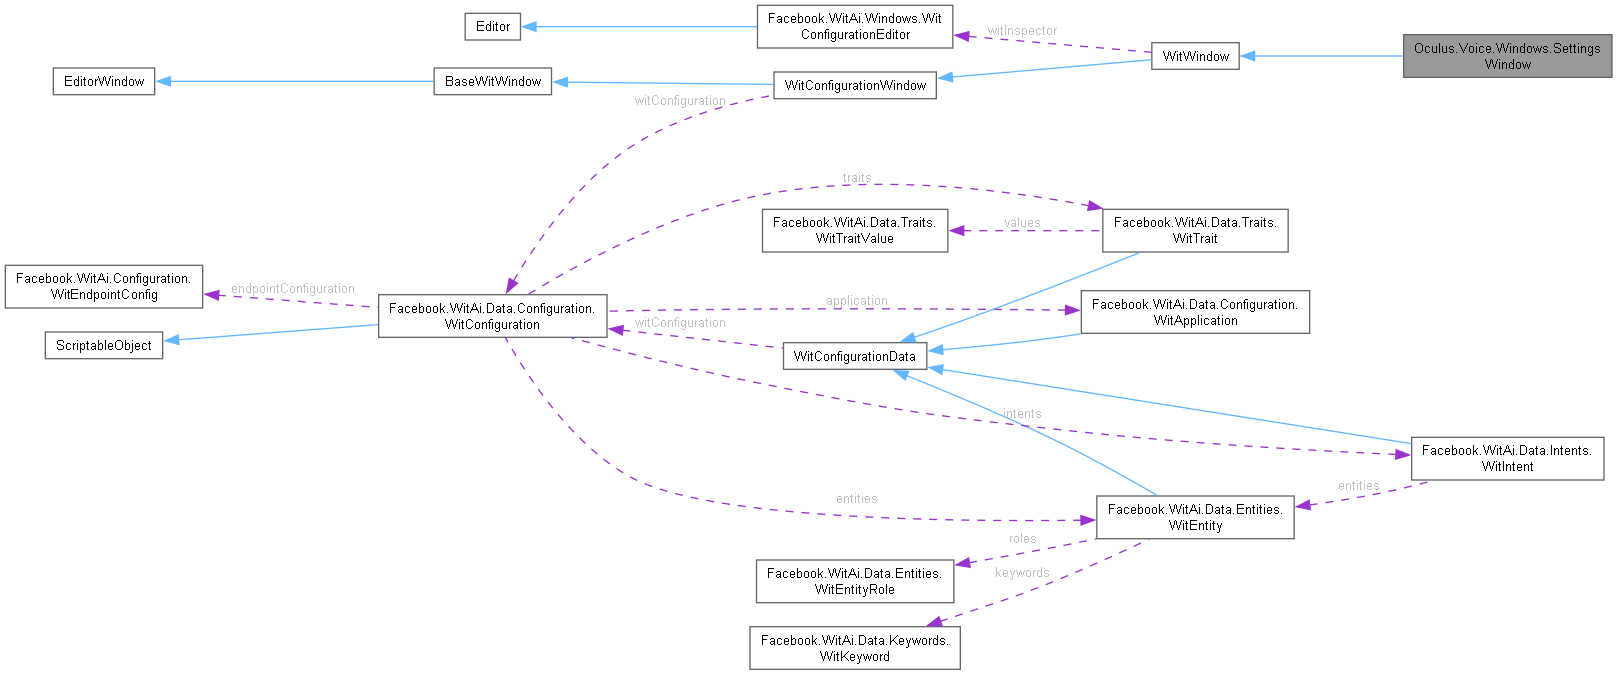 Editor
Facebook.WitAi.Windows.Wit
ConfigurationEditor
witInspector
WitWindow
Oculus.Voice.Windows.Settings
Window
EditorWindow
BaseWitWindow
WitConfigurationWindow
witConfiguration
traits
Facebook.WitAi.Data.Traits.
WitTraitValue
values
Facebook.WitAi.Data.Traits.
WitTrait
Facebook.WitAi.Configuration.
WitEndpointConfig
endpointConfiguration
Facebook.WitAi.Data.Configuration.
WitConfiguration
application
Facebook.WitAi.Data.Configuration.
WitApplication
witConfiguration
ScriptableObject
WitConfigurationData
intents
Facebook.WitAi.Data.Intents.
WitIntent
entities
entities
Facebook.WitAi.Data.Entities.
WitEntity
roles
Facebook.WitAi.Data.Entities.
WitEntityRole
keywords
Facebook.WitAi.Data.Keywords.
WitKeyword